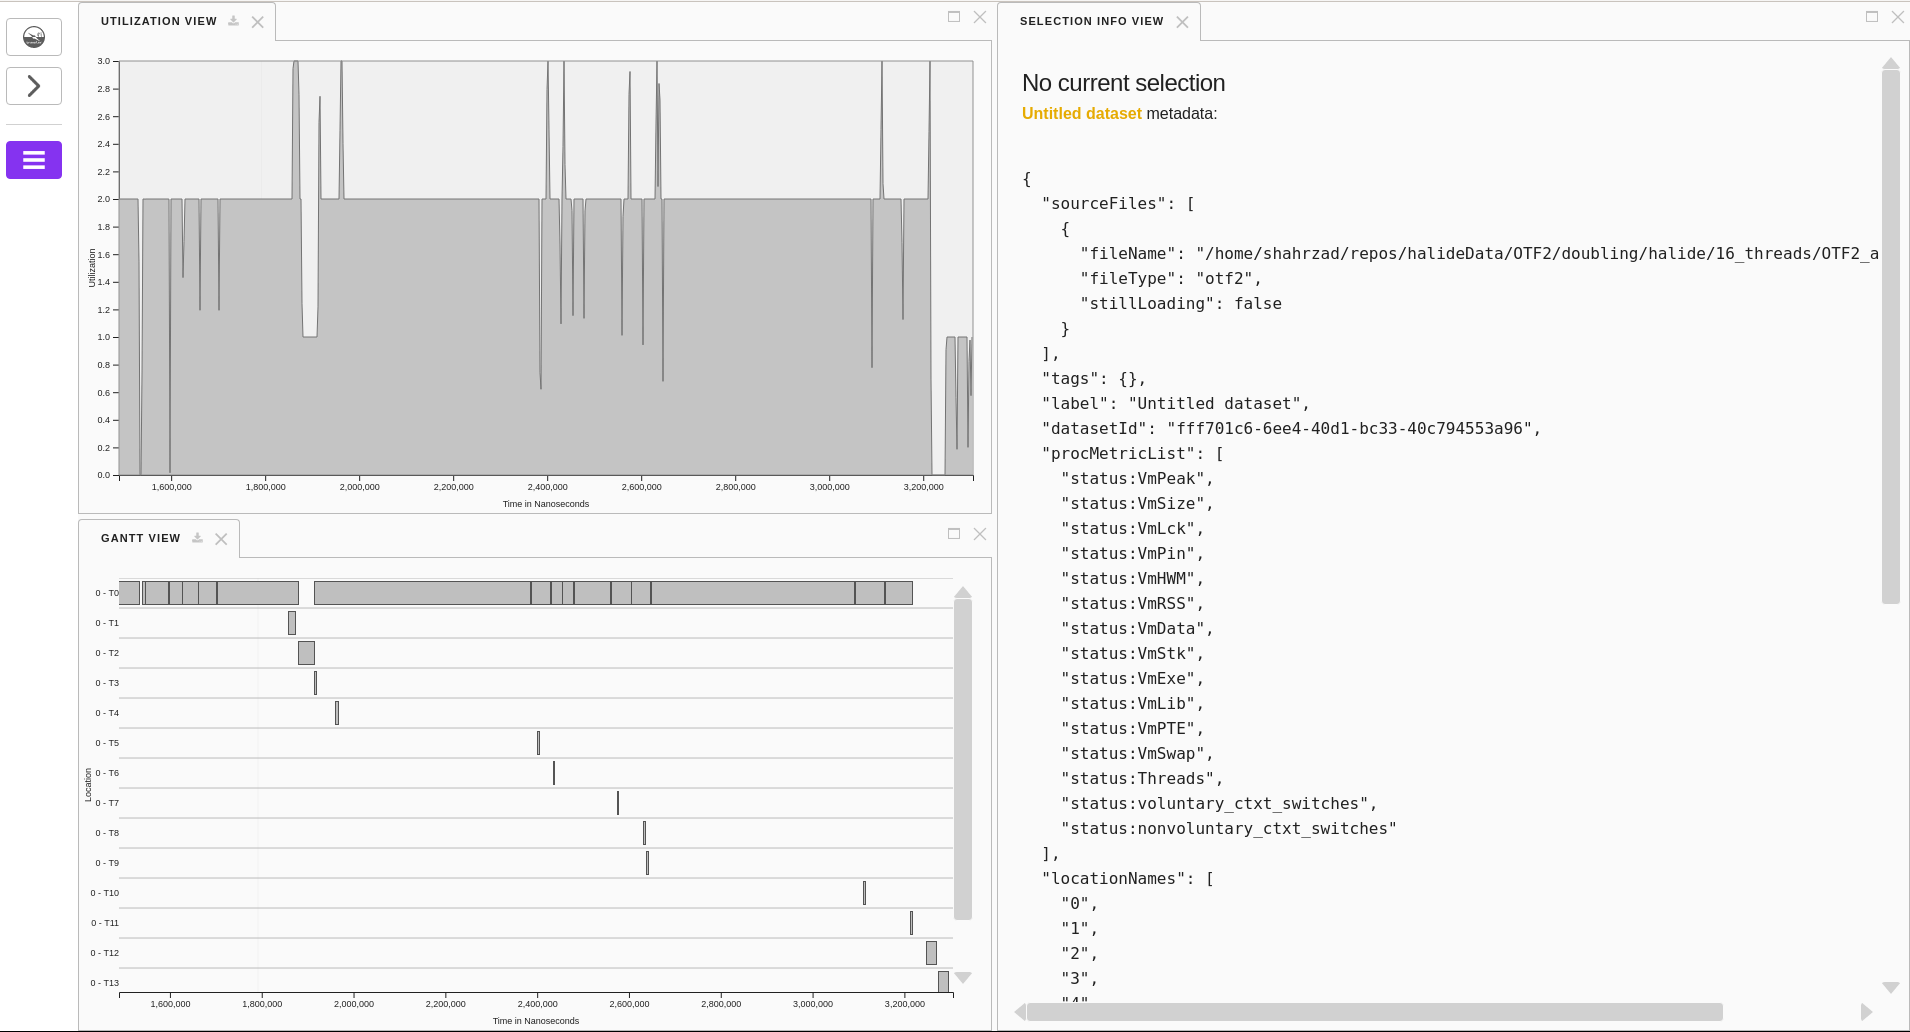 UTILIZATION VIEW
3.0
2.8
2.6
2.4
2.2
2.0
1.8
1.6
1.4
1.2
1.0
0.8
0.6
0.4
0.2
0.0
Utilization
1,600,000 1,800,000 2,000,000 2,200,000 2,400,000 2,600,000 2,800,000 3,000,000 3,200,000
Time in Nanoseconds
GANTT VIEW
0 - T0
0 - T1
0 - T2
0 - T3
0 - T4
0 - T5
0 - T6
0 - T7
0 - T8
0 - T9
0 - T10
0 - T11
0 - T12
0 - T13
Location
1,600,000 1,800,000 2,000,000 2,200,000 2,400,000 2,600,000 2,800,000 3,000,000 3,200,000
Time in Nanoseconds
SELECTION INFO VIEW
No current selection
Untitled dataset metadata:
{
  "sourceFiles": [
    {
      "fileName": "/home/shahrzad/repos/halideData/OTF2/doubling/halide/16_threads/OTF2_a
      "fileType": "otf2",
      "stillLoading": false
    }
  ],
  "tags": {},
  "label": "Untitled dataset",
  "datasetId": "fff701c6-6ee4-40d1-bc33-40c794553a96",
  "procMetricList": [
    "status:VmPeak",
    "status:VmSize",
    "status:VmLck",
    "status:VmPin",
    "status:VmHWM",
    "status:VmRSS",
    "status:VmData",
    "status:VmStk",
    "status:VmExe",
    "status:VmLib",
    "status:VmPTE",
    "status:VmSwap",
    "status:Threads",
    "status:voluntary_ctxt_switches",
    "status:nonvoluntary_ctxt_switches"
  ],
  "locationNames": [
    "0",
    "1",
    "2",
    "3",
    "4"